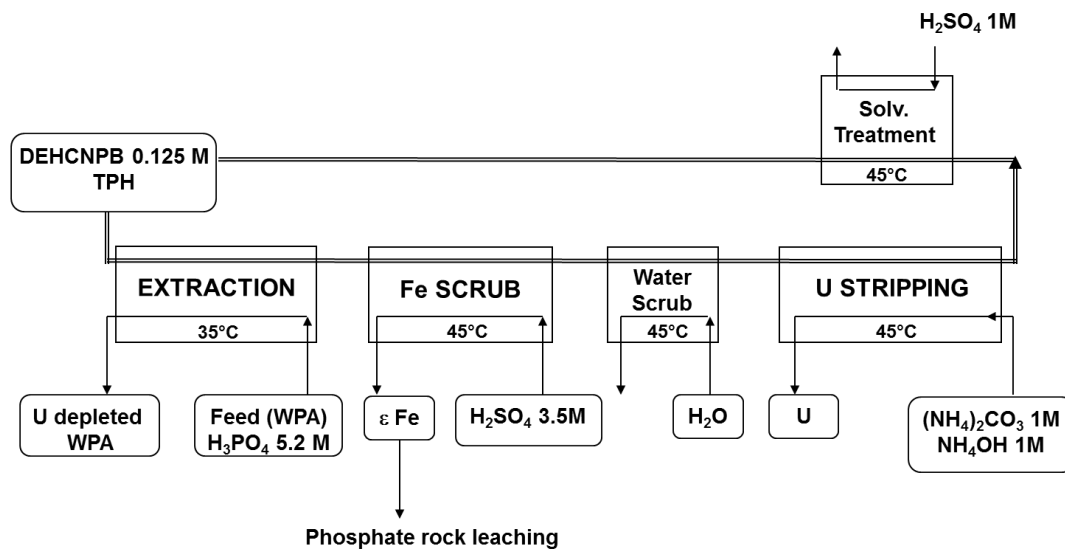 H₂SO₄ 1M
Solv.
Treatment
45°C
DEHCNPB 0.125 M
TPH
EXTRACTION
35°C
Fe SCRUB
45°C
Water
Scrub
45°C
U STRIPPING
45°C
U depleted
WPA
Feed (WPA)
H₃PO₄ 5.2 M
ε Fe
H₂SO₄ 3.5M
H₂O
U
(NH₄)₂CO₃ 1M
NH₄OH 1M
Phosphate rock leaching